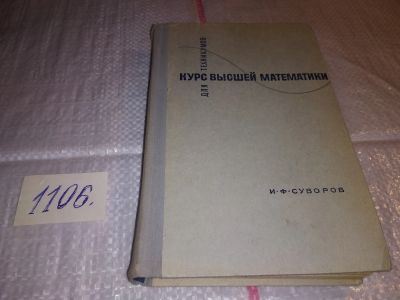 ДЛЯ ТЕХНИКУМОВ
КУРС ВЫСШЕЙ МАТЕМАТИКИ
И·Ф·СУВОРОВ
1106.